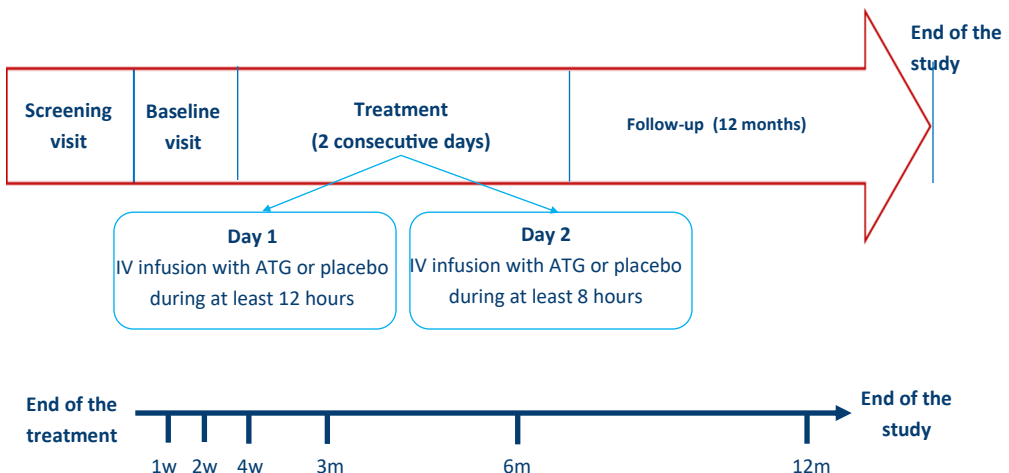 End of the
study
Screening
visit
Baseline
visit
Treatment
(2 consecutive days)
Follow-up (12 months)
Day 1
IV infusion with ATG or placebo
during at least 12 hours
Day 2
IV infusion with ATG or placebo
during at least 8 hours
End of the
treatment
1w 2w 4w 3m 6m 12m
End of the
study